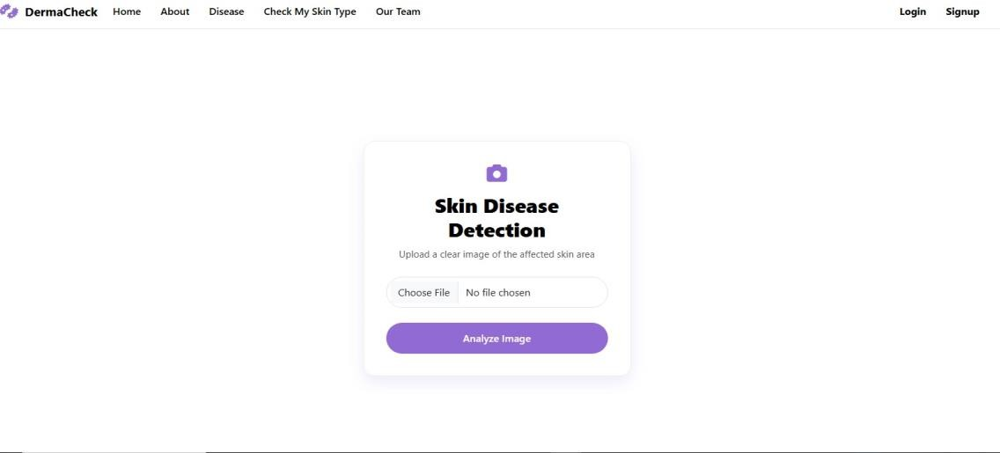 DermaCheck Home About Disease Check My Skin Type Our Team Login Signup
Skin Disease
Detection
Upload a clear image of the affected skin area
Choose File No file chosen
Analyze Image